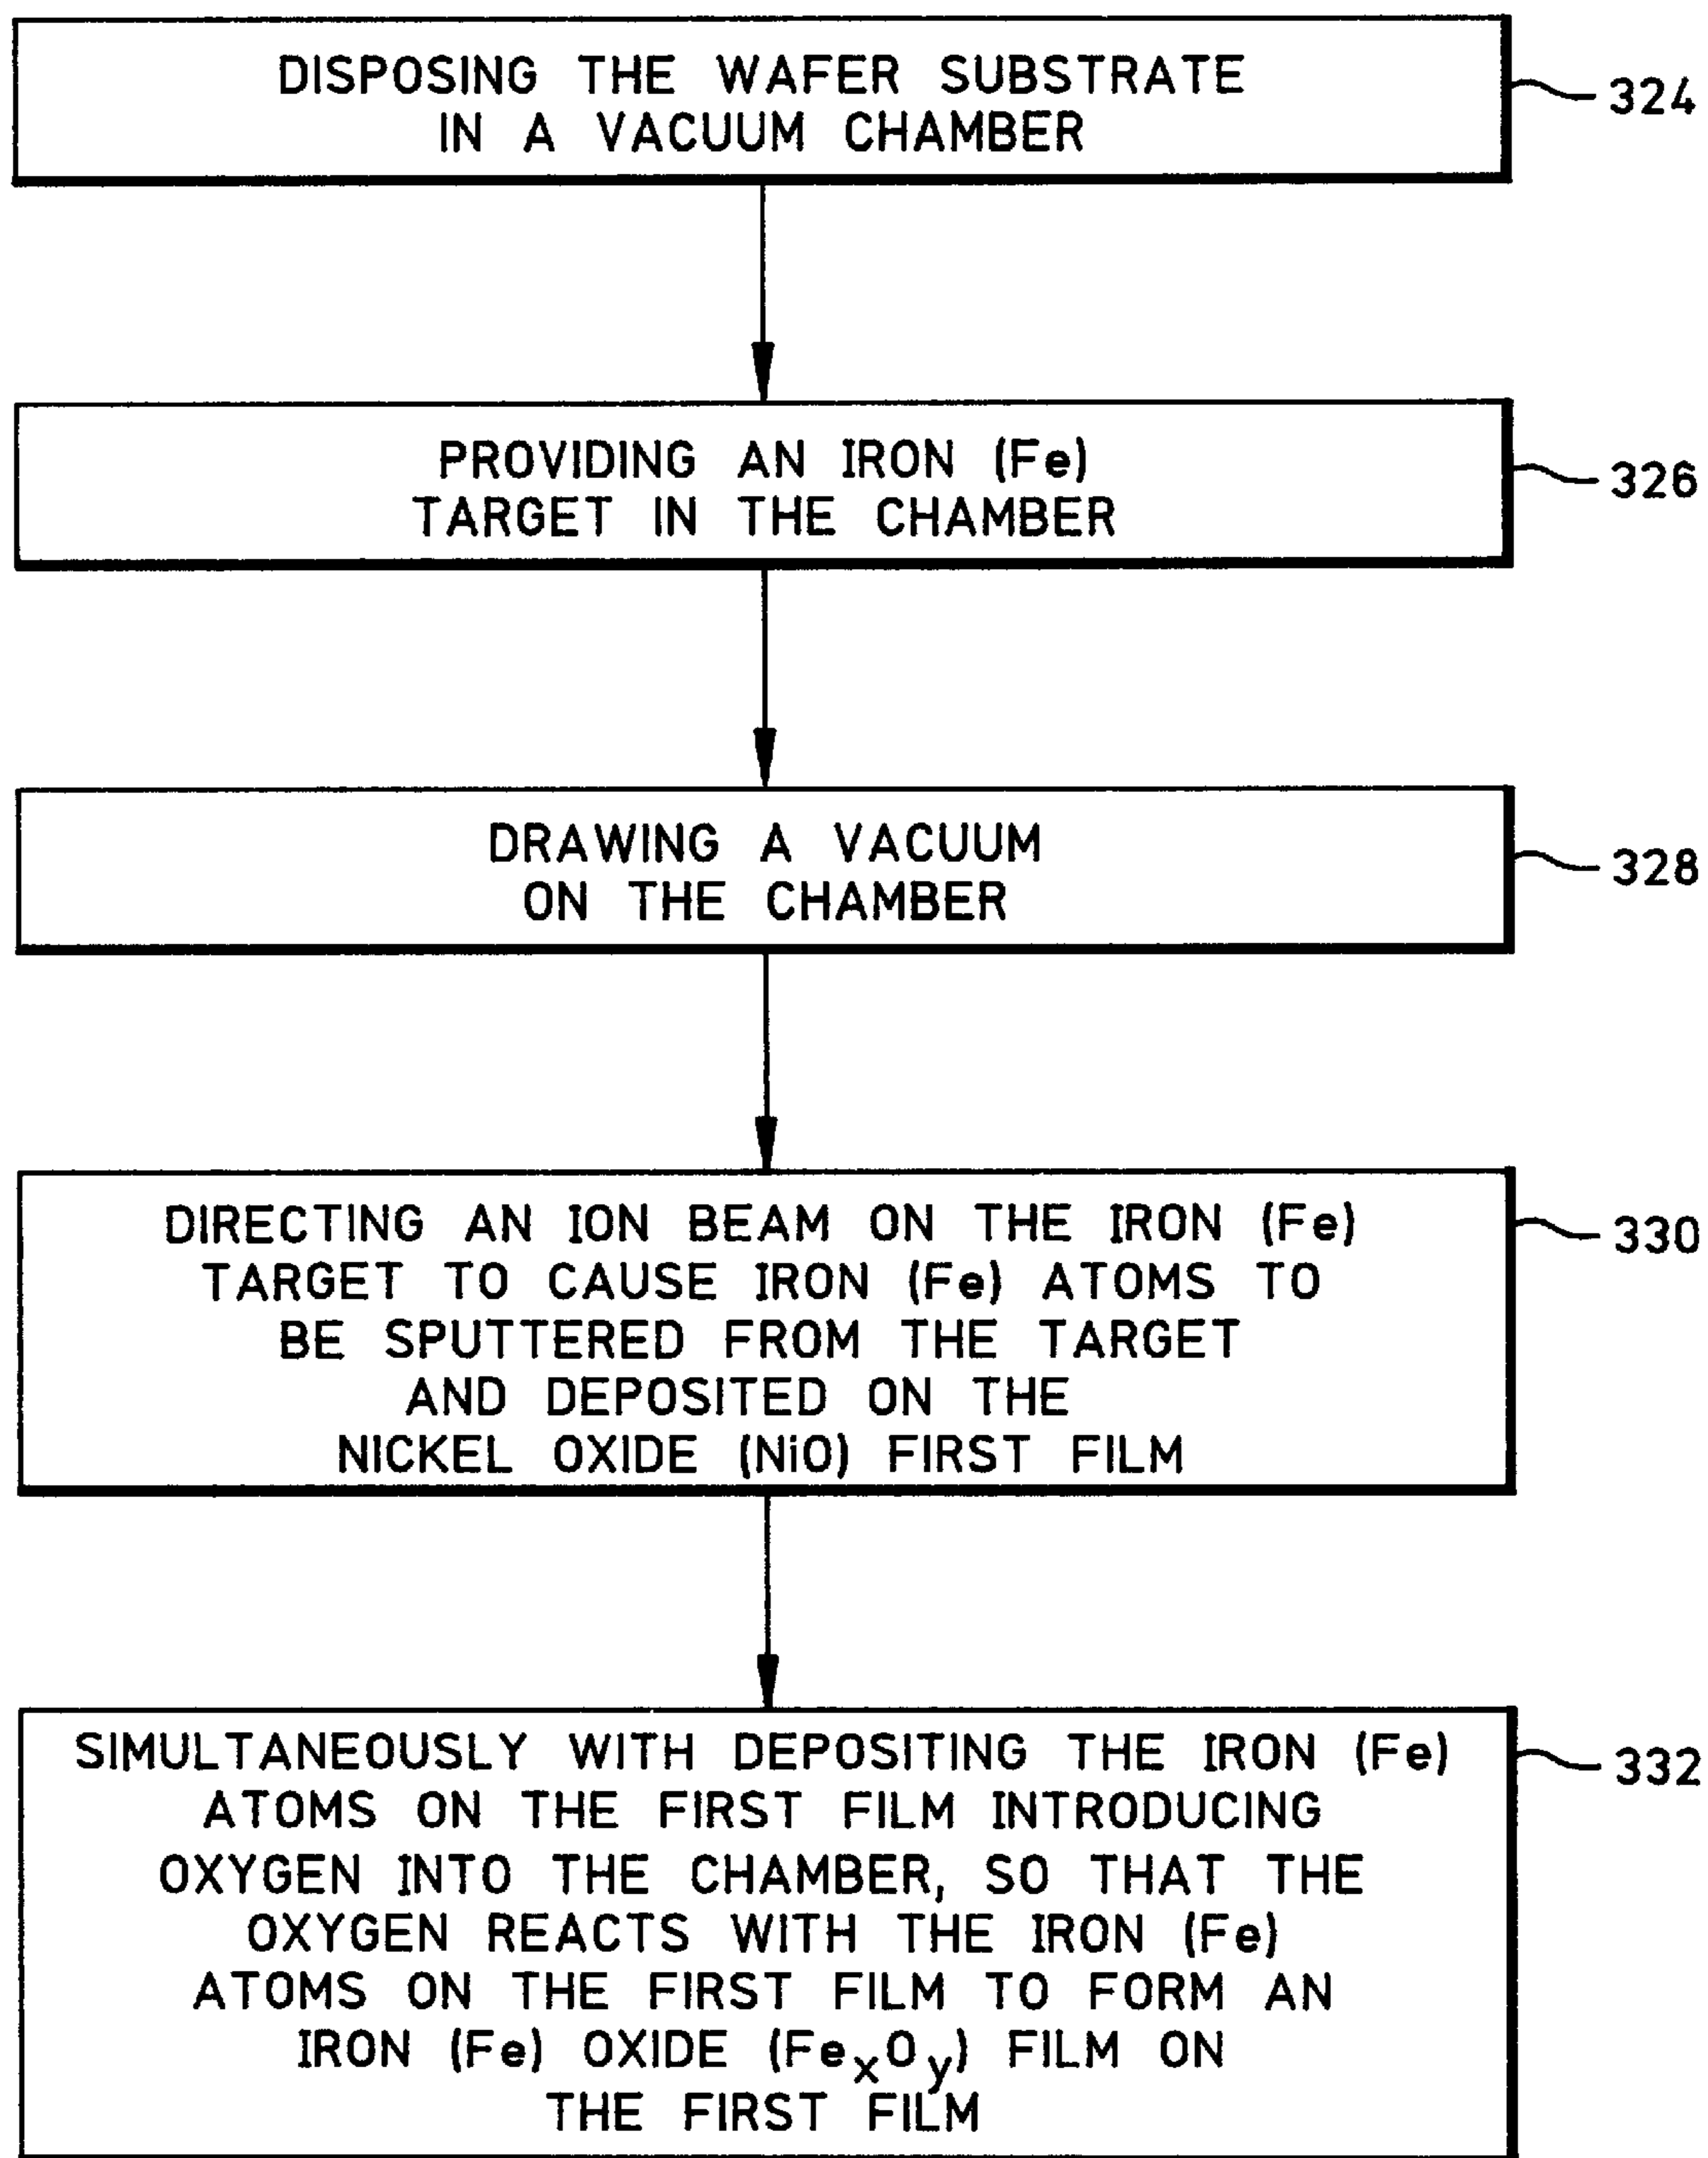 DISPOSING THE WAFER SUBSTRATE
IN A VACUUM CHAMBER
324
PROVIDING AN IRON (Fe)
TARGET IN THE CHAMBER
326
DRAWING A VACUUM
ON THE CHAMBER
328
DIRECTING AN ION BEAM ON THE IRON (Fe)
TARGET TO CAUSE IRON (Fe) ATOMS TO
BE SPUTTERED FROM THE TARGET
AND DEPOSITED ON THE
NICKEL OXIDE (NiO) FIRST FILM
330
SIMULTANEOUSLY WITH DEPOSITING THE IRON (Fe)
ATOMS ON THE FIRST FILM INTRODUCING
OXYGEN INTO THE CHAMBER, SO THAT THE
OXYGEN REACTS WITH THE IRON (Fe)
ATOMS ON THE FIRST FILM TO FORM AN
IRON (Fe) OXIDE (FexOy) FILM ON
THE FIRST FILM
332